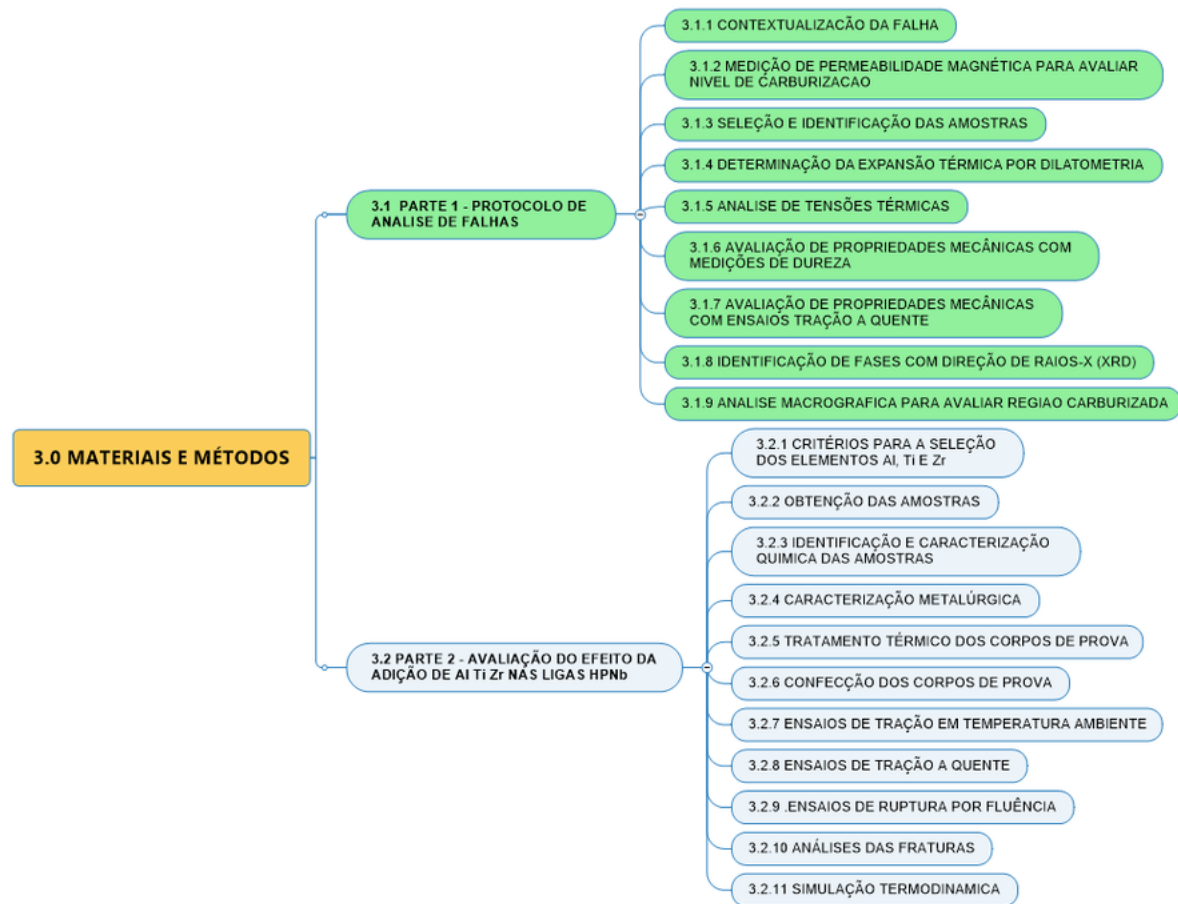 3.1.1 CONTEXTUALIZACÃO DA FALHA
3.1.2 MEDIÇÃO DE PERMEABILIDADE MAGNÉTICA PARA AVALIAR
NIVEL DE CARBURIZACAO
3.1.3 SELEÇÃO E IDENTIFICAÇÃO DAS AMOSTRAS
3.1.4 DETERMINAÇÃO DA EXPANSÃO TÉRMICA POR DILATOMETRIA
3.1 PARTE 1 - PROTOCOLO DE
ANALISE DE FALHAS
3.1.5 ANALISE DE TENSÕES TÉRMICAS
3.1.6 AVALIAÇÃO DE PROPRIEDADES MECÂNICAS COM
MEDIÇÕES DE DUREZA
3.1.7 AVALIAÇÃO DE PROPRIEDADES MECÂNICAS
COM ENSAIOS TRAÇÃO A QUENTE
3.1.8 IDENTIFICAÇÃO DE FASES COM DIREÇÃO DE RAIOS-X (XRD)
3.1.9 ANALISE MACROGRAFICA PARA AVALIAR REGIAO CARBURIZADA
3.0 MATERIAIS E MÉTODOS
3.2.1 CRITÉRIOS PARA A SELEÇÃO
DOS ELEMENTOS Al, Ti E Zr
3.2.2 OBTENÇÃO DAS AMOSTRAS
3.2.3 IDENTIFICAÇÃO E CARACTERIZAÇÃO
QUIMICA DAS AMOSTRAS
3.2.4 CARACTERIZAÇÃO METALÚRGICA
3.2.5 TRATAMENTO TÉRMICO DOS CORPOS DE PROVA
3.2 PARTE 2 - AVALIAÇÃO DO EFEITO DA
ADIÇÃO DE Al Ti Zr NAS LIGAS HPNb
3.2.6 CONFECÇÃO DOS CORPOS DE PROVA
3.2.7 ENSAIOS DE TRAÇÃO EM TEMPERATURA AMBIENTE
3.2.8 ENSAIOS DE TRAÇÃO A QUENTE
3.2.9 .ENSAIOS DE RUPTURA POR FLUÊNCIA
3.2.10 ANÁLISES DAS FRATURAS
3.2.11 SIMULAÇÃO TERMODINAMICA